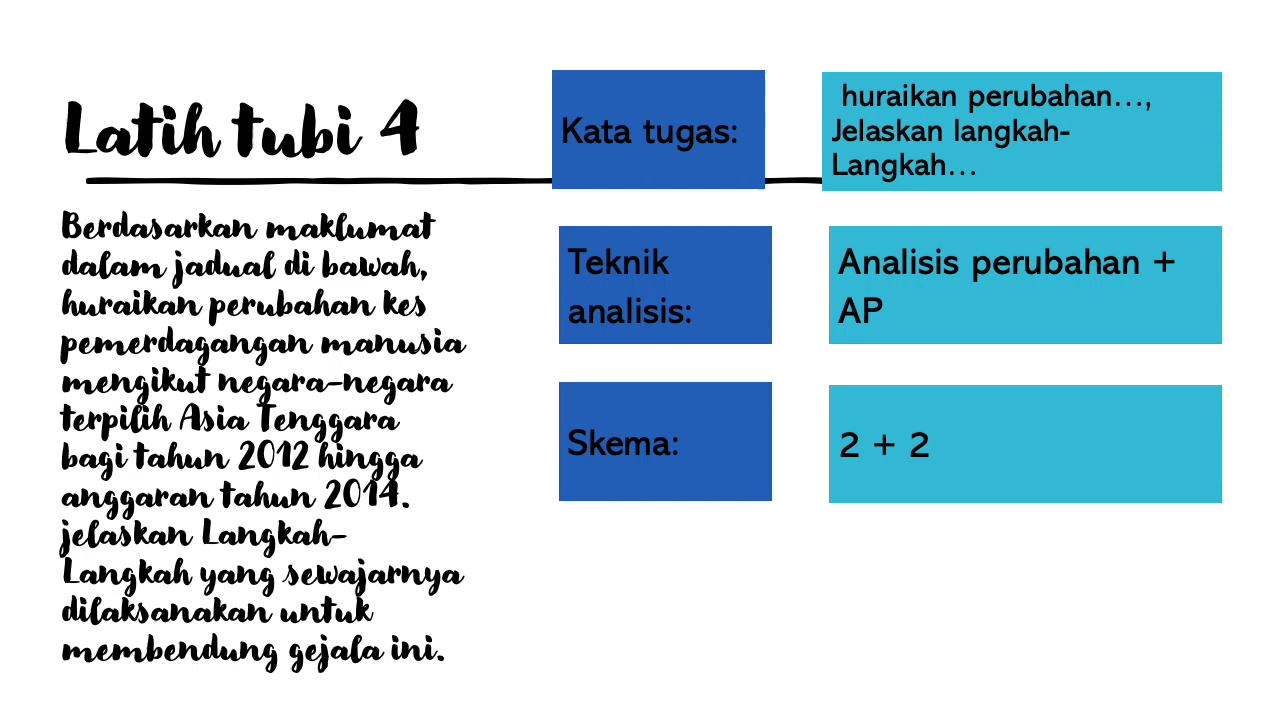 Latih tubi 4
Berdasarkan maklumat
dalam jadual di bawah,
huraikan perubahan kes
pemerdagangan manusia
mengikut negara-negara
terpilih Asia Tenggara
bagi tahun 2012 hingga
anggaran tahun 2014.
jelaskan Langkah-
Langkah yang sewajarnya
dilaksanakan untuk
membendung gejala ini.
Kata tugas:
huraikan perubahan...,
Jelaskan langkah-
Langkah...
Teknik
analisis:
Analisis perubahan +
AP
Skema:
2 + 2